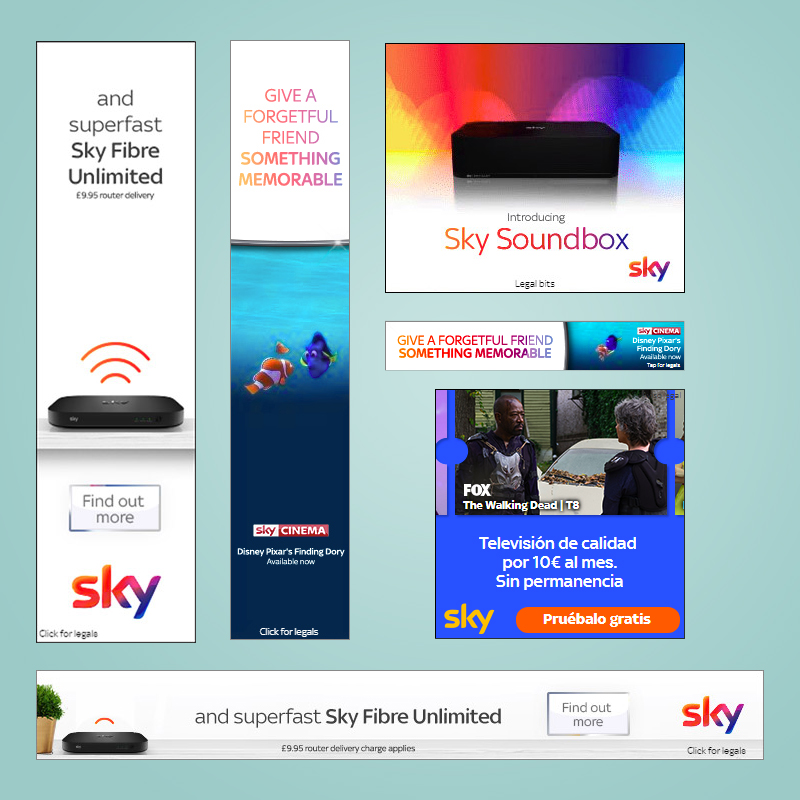 and
superfast
Sky Fibre
Unlimited
£9.95 router delivery
sky
Find out
more
sky
Click for legals
GIVE A
FORGETFUL
FRIEND
SOMETHING
MEMORABLE
sky CINEMA
Disney Pixar's Finding Dory
Available now
Click for legals
sky
Introducing
Sky Soundbox
sky
Legal bits
GIVE A FORGETFUL FRIEND
SOMETHING MEMORABLE
sky CINEMA
Disney Pixar's
Finding Dory
Available now
Tap for legals
FOX
The Walking Dead | T8
Televisión de calidad
por 10€ al mes.
Sin permanencia
sky
Pruébalo gratis
and superfast Sky Fibre Unlimited
£9.95 router delivery charge applies
sky
Find out
more
sky
Click for legals